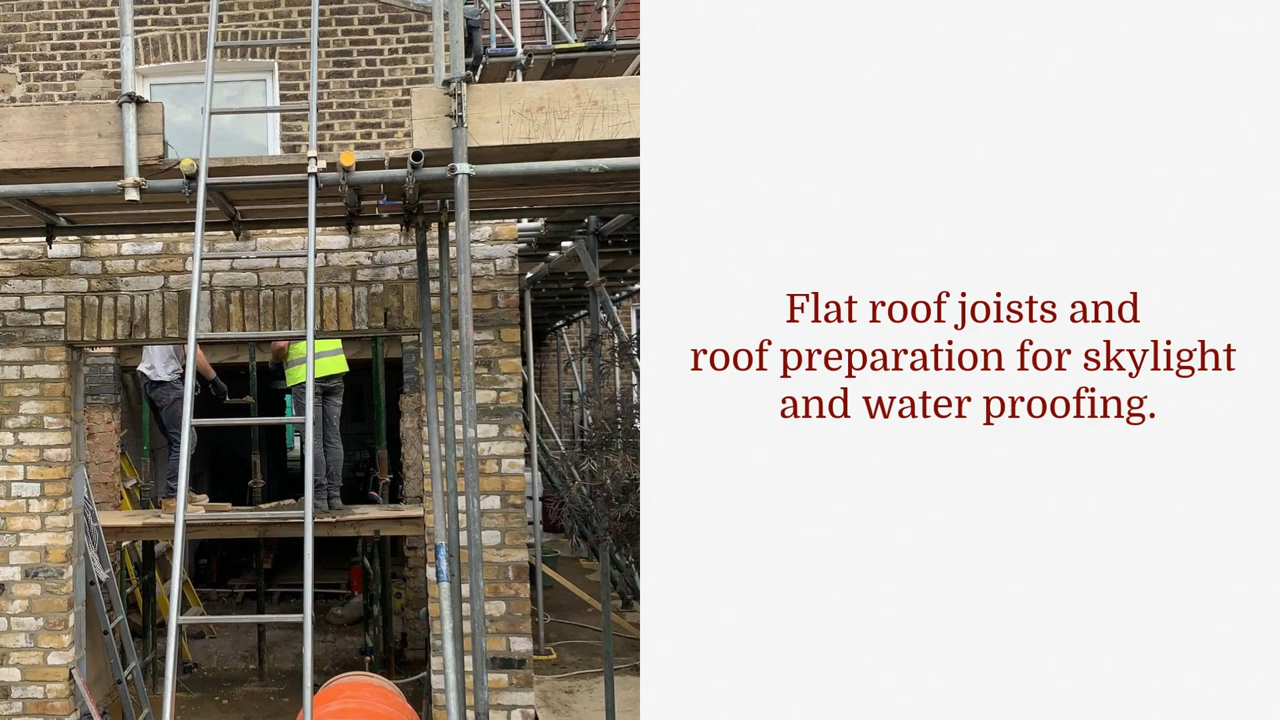 Flat roof joists and
roof preparation for skylight
and water proofing.